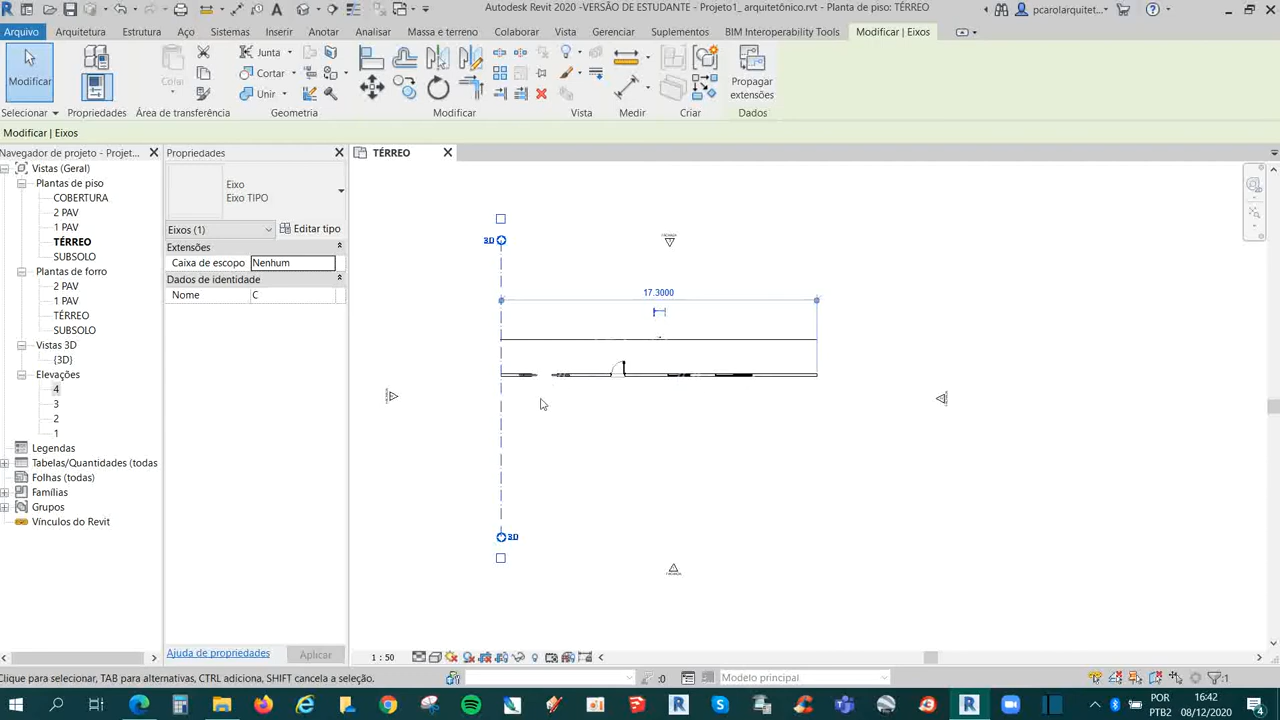 Autodesk Revit 2020 -VERSÃO DE ESTUDANTE - Projeto1_ arquitetônico.rvt - Planta de piso: TÉRREO
pcarolarquitet...
Arquivo Arquitetura Estrutura Aço Sistemas Inserir Anotar Analisar Massa e terreno Colaborar Vista Gerenciar Suplementos BIM Interoperability Tools Modificar | Eixos
Modificar
Colar
Junta
Cortar
Unir
Propagar extensões
Selecionar Propriedades Área de transferência Geometria Modificar Vista Medir Criar Dados
Modificar | Eixos
Navegador de projeto - Projet...
Vistas (Geral)
Plantas de piso
COBERTURA
2 PAV
1 PAV
TÉRREO
SUBSOLO
Plantas de forro
2 PAV
1 PAV
TÉRREO
SUBSOLO
Vistas 3D
{3D}
Elevações
4
3
2
1
Legendas
Tabelas/Quantidades (todas
Folhas (todas)
Famílias
Grupos
Vínculos do Revit
Propriedades
Eixo
Eixo TIPO
Eixos (1)
Editar tipo
Extensões
Caixa de escopo Nenhum
Dados de identidade
Nome C
Ajuda de propriedades
Aplicar
TÉRREO
3D
17.3000
3D
1 : 50
Clique para selecionar, TAB para alternativas, CTRL adiciona, SHIFT cancela a seleção.
:0
Modelo principal
:1
POR
PTB2
16:42
08/12/2020
4